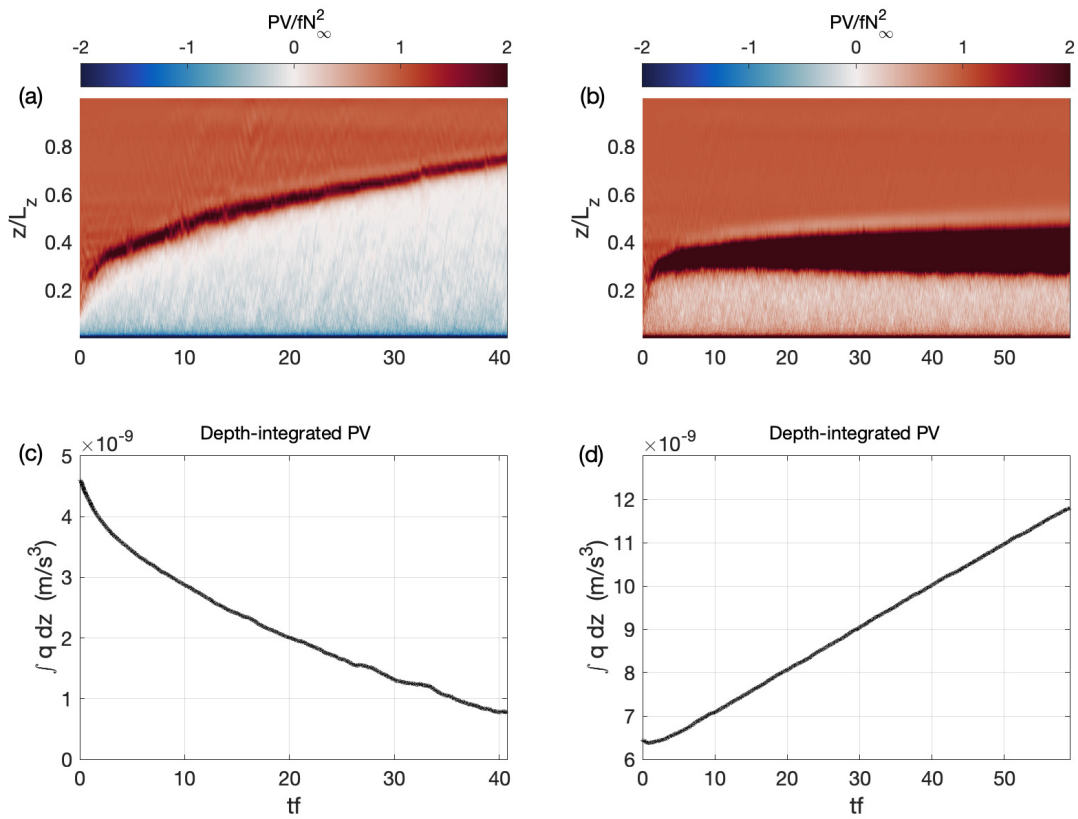 PV/fN²∞
PV/fN²∞
-2 -1 0 1 2
-2 -1 0 1 2
(a)
(b)
z/Lz
0.8
0.6
0.4
0.2
0 10 20 30 40
z/Lz
0.8
0.6
0.4
0.2
0 10 20 30 40 50
(c)
×10-9
Depth-integrated PV
∫ q dz (m/s³)
5
4
3
2
1
0
0 10 20 30 40
tf
(d)
×10-9
Depth-integrated PV
∫ q dz (m/s³)
12
11
10
9
8
7
6
0 10 20 30 40 50
tf